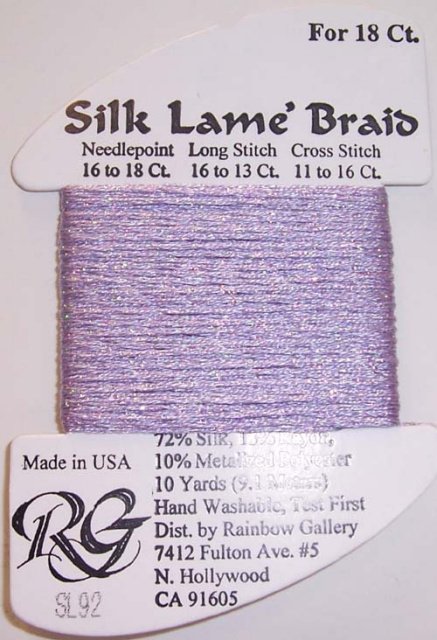 For 18 Ct.
Silk Lame' Braid
Needlepoint Long Stitch Cross Stitch
16 to 18 Ct. 16 to 13 Ct. 11 to 16 Ct.
72% Silk,
Made in USA
10% Metalized Polyester
10 Yards (9.1
Hand Washable, Test First
Dist. by Rainbow Gallery
7412 Fulton Ave. #5
N. Hollywood
CA 91605
RG
SL92